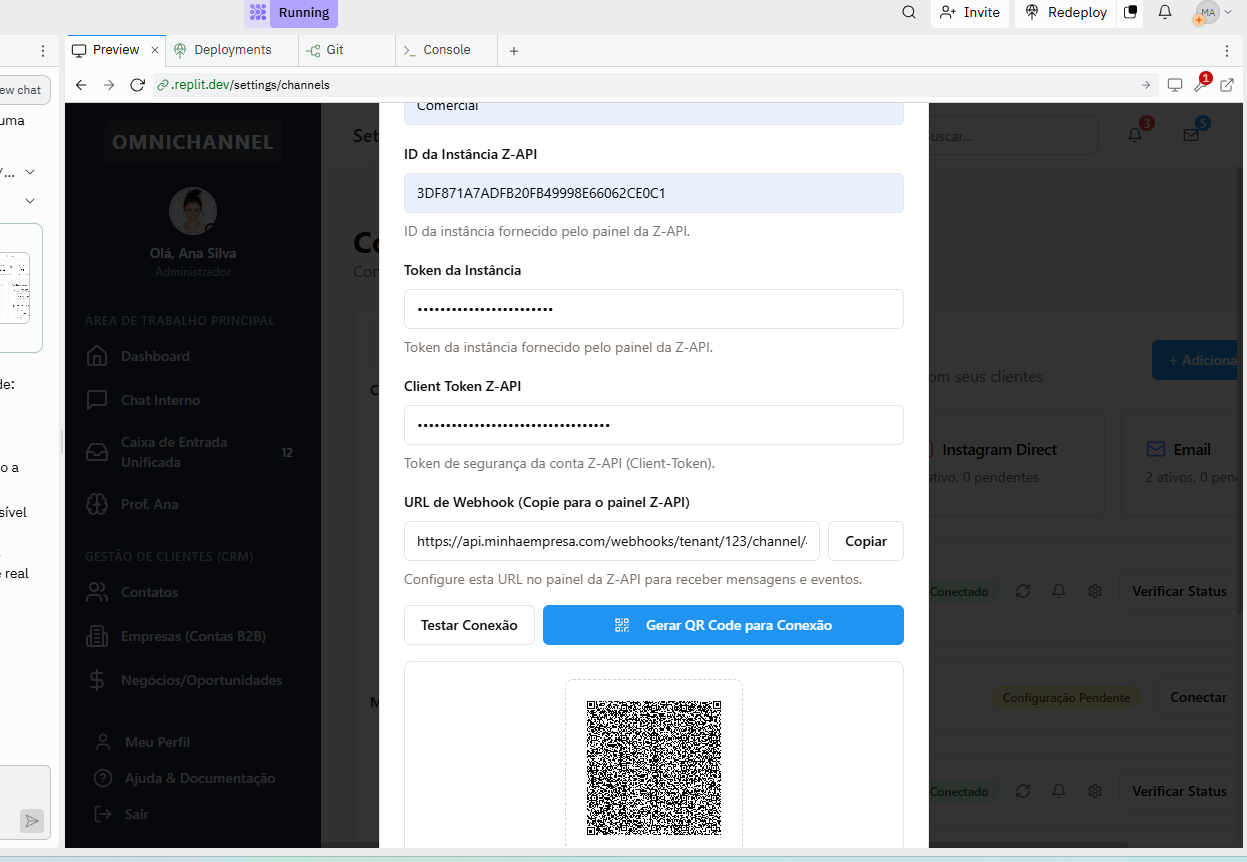 Running
Invite
Redeploy
MA
Preview
Deployments
Git
Console
.replit.dev/settings/channels
1
ew chat
uma
/...
de:
o a
sível
e real
OMNICHANNEL
Olá, Ana Silva
Administrador
ÁREA DE TRABALHO PRINCIPAL
Dashboard
Chat Interno
Caixa de Entrada
Unificada
12
Prof. Ana
GESTÃO DE CLIENTES (CRM)
Contatos
Empresas (Contas B2B)
Negócios/Oportunidades
Meu Perfil
Ajuda & Documentação
Sair
Set
Co
Con
C
M
Comercial
ID da Instância Z-API
3DF871A7ADFB20FB49998E66062CE0C1
ID da instância fornecido pelo painel da Z-API.
Token da Instância
Token da instância fornecido pelo painel da Z-API.
Client Token Z-API
Token de segurança da conta Z-API (Client-Token).
URL de Webhook (Copie para o painel Z-API)
https://api.minhaempresa.com/webhooks/tenant/123/channel/
Copiar
Configure esta URL no painel da Z-API para receber mensagens e eventos.
Testar Conexão
Gerar QR Code para Conexão
uscar...
3
5
+ Adiciona
om seus clientes
Instagram Direct
ativo, 0 pendentes
Email
2 ativos, 0 pen
Conectado
Verificar Status
Configuração Pendente
Conectar
Conectado
Verificar Status